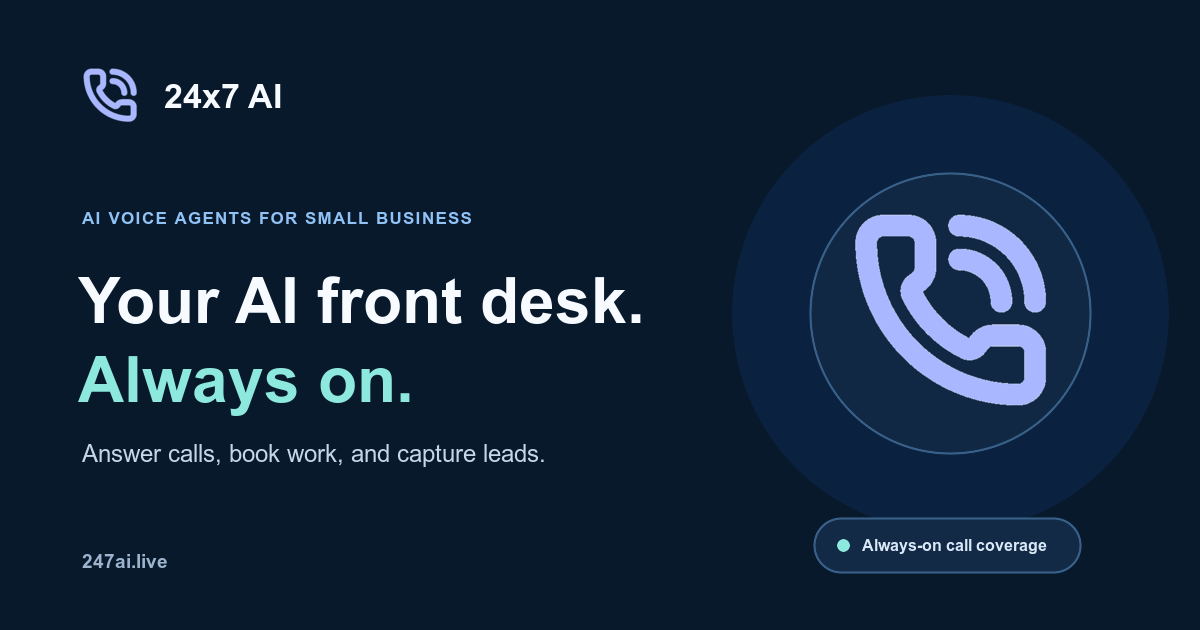 24x7 AI
AI VOICE AGENTS FOR SMALL BUSINESS
Your AI front desk.
Always on.
Answer calls, book work, and capture leads.
247ai.live
Always-on call coverage